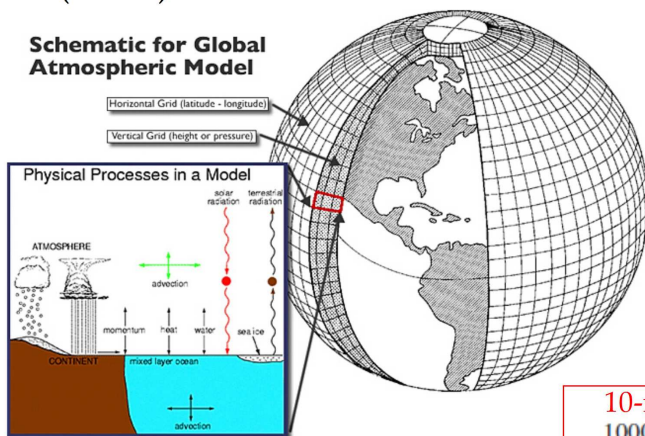 Schematic for Global
Atmospheric Model
Horizontal Grid (latitude - longitude)
Vertical Grid (height or pressure)
Physical Processes in a Model
solar
radiation
terrestrial
radiation
ATMOSPHERE
advection
momentum
heat
water
sea ice
CONTINENT
mixed layer ocean
advection